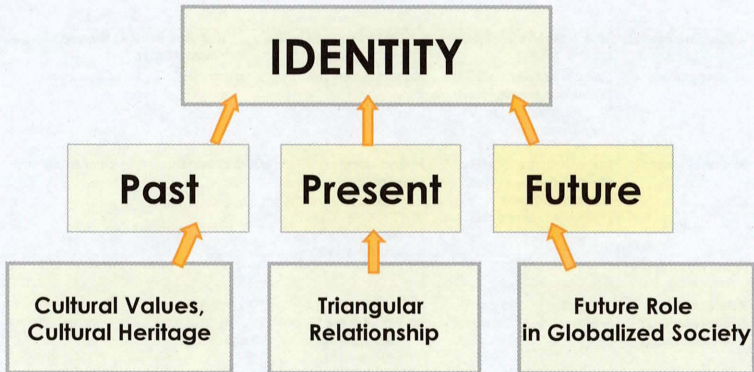 IDENTITY
Past
Present
Future
Cultural Values,
Cultural Heritage
Triangular
Relationship
Future Role
in Globalized Society